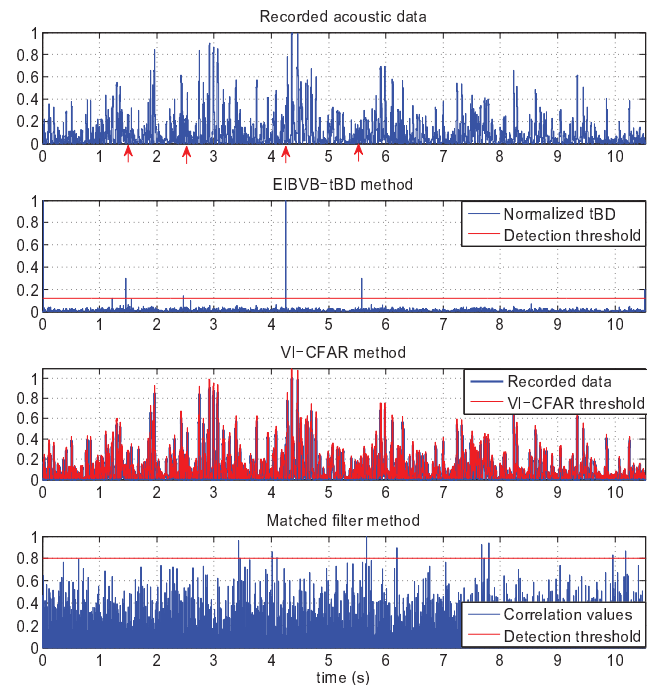 Recorded acoustic data
1
0.8
0.6
0.4
0.2
0
0 1 2 3 4 5 6 7 8 9 10
EIBVB-tBD method
1
0.8
0.6
0.4
0.2
0
Normalized tBD
Detection threshold
0 1 2 3 4 5 6 7 8 9 10
VI-CFAR method
1
0.8
0.6
0.4
0.2
0
Recorded data
VI-CFAR threshold
0 1 2 3 4 5 6 7 8 9 10
Matched filter method
1
0.8
0.6
0.4
0.2
0
Correlation values
Detection threshold
0 1 2 3 4 5 6 7 8 9 10
time (s)